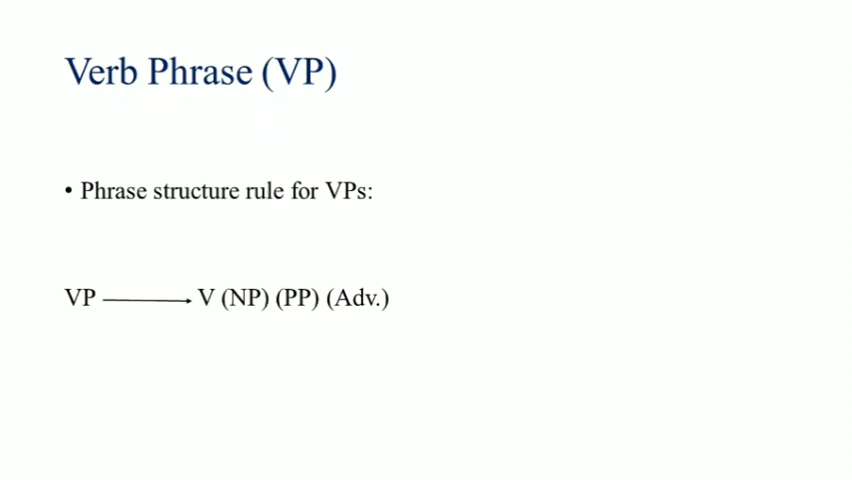 Verb Phrase (VP)
• Phrase structure rule for VPs:
VP ⟶ V (NP) (PP) (Adv.)